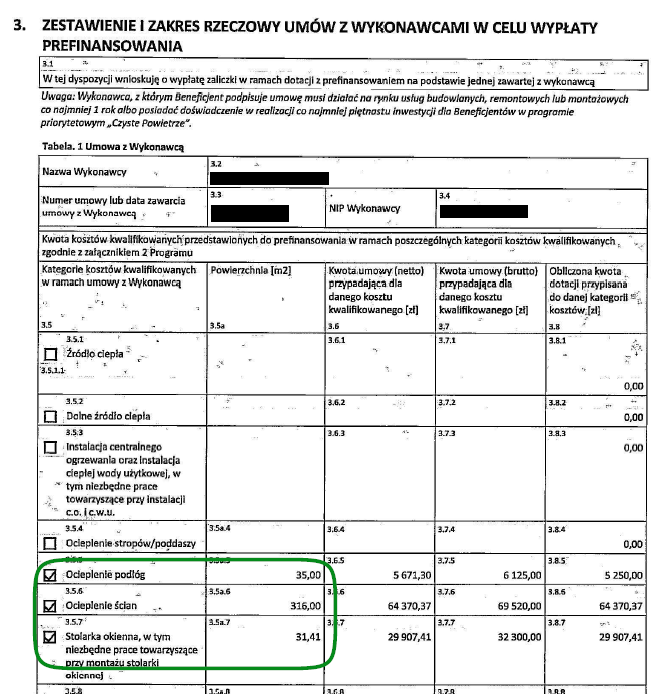 3. ZESTAWIENIE I ZAKRES RZECZOWY UMÓW Z WYKONAWCAMI W CELU WYPŁATY
PREFINANSOWANIA
3.1
W tej dyspozycji wnioskuję o wypłatę zaliczki w ramach dotacji z prefinansowaniem na podstawie jednej zawartej z wykonawcą
Uwaga: Wykonawca, z którym Beneficjent podpisuje umowę musi działać na rynku usług budowlanych, remontowych lub montażowych
co najmniej 1 rok albo posiadać doświadczenie w realizacji co najmniej piętnastu inwestycji dla Beneficjentów w programie
priorytetowym „Czyste Powietrze”.
Tabela. 1 Umowa z Wykonawcą
Nazwa Wykonawcy 3.2
Numer umowy lub data zawarcia
umowy z Wykonawcą 3.3 NIP Wykonawcy 3.4
Kwota kosztów kwalifikowanych przedstawionych do prefinansowania w ramach poszczególnych kategorii kosztów kwalifikowanych
zgodnie z załącznikiem 2 Programu
Kategorie kosztów kwalifikowanych Powierzchnia [m2] Kwota umowy (netto) Kwota umowy (brutto) Obliczona kwota
w ramach umowy z Wykonawcą przypadająca dla przypadająca dla dotacji przypisana
danego kosztu danego kosztu do danej kategorii
kwalifikowanego [zł] kwalifikowanego [zł] kosztów [zł]
3.5 3.5a 3.6 3.7 3.8
3.5.1 3.6.1 3.7.1 3.8.1
Źródło ciepła
3.5.1.1
0,00
3.5.2 3.6.2 3.7.2 3.8.2
Dolne źródło ciepła 0,00
3.5.3 3.6.3 3.7.3 3.8.3
Instalacja centralnego 0,00
ogrzewania oraz instalacja
ciepłej wody użytkowej, w
tym niezbędne prace
towarzyszące przy instalacji
c.o. i c.w.u.
3.5.4 3.5a.4 3.6.4 3.7.4 3.8.4
Ocieplenie stropów/poddaszy 0,00
3.6.5 3.7.5 3.8.5
Ocieplenie podłóg 35,00 5 671,30 6 125,00 5 250,00
3.5.6 3.5a.6 3.7.6 3.8.6
Ocieplenie ścian 316,00 64 370,37 69 520,00 64 370,37
3.5.7 3.5a.7 3.7.7 3.8.7
Stolarka okienna, w tym 31,41 29 907,41 32 300,00 29 907,41
niezbędne prace towarzyszące
przy montażu stolarki
okiennej
3.5.8 3.5a.8 3.6.8 3.7.8 3.8.8